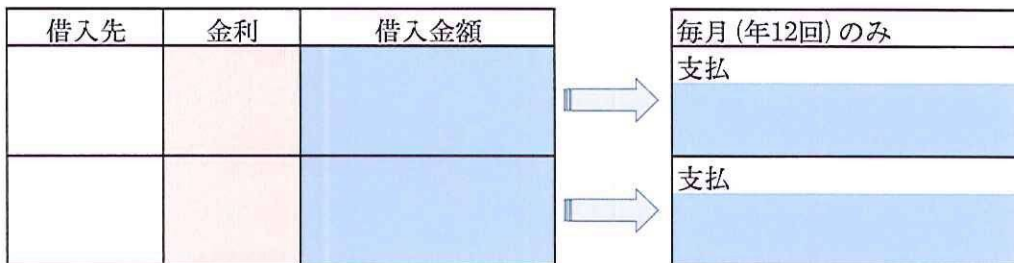 借入先 金利 借入金額
毎月(年12回)のみ
支払
支払